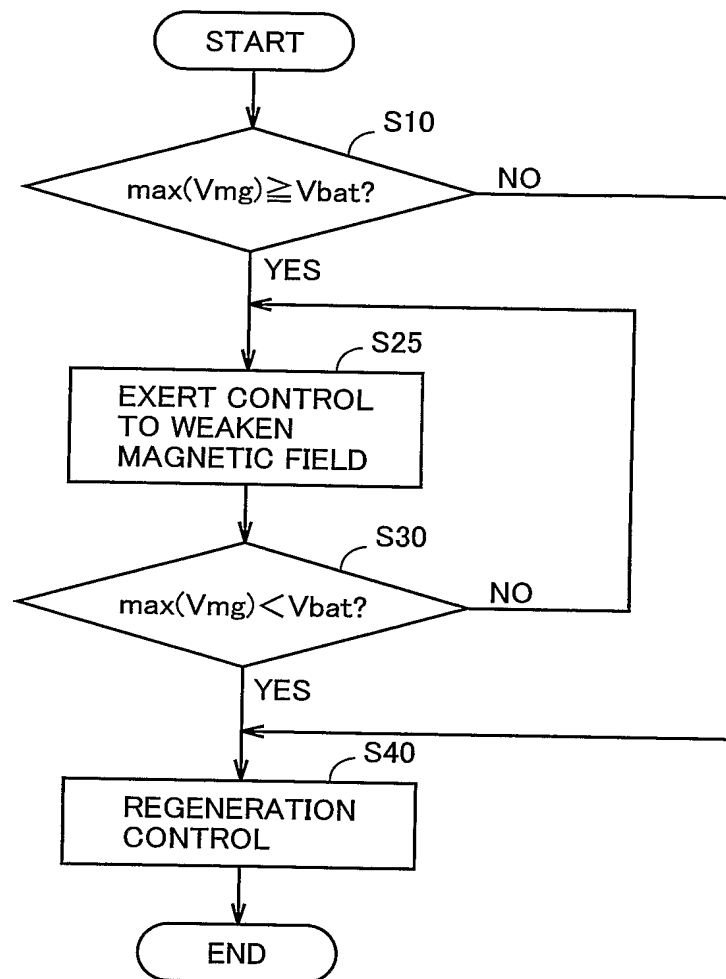 START
S10
max(Vmg)≧Vbat?
NO
YES
S25
EXERT CONTROL
TO WEAKEN
MAGNETIC FIELD
S30
max(Vmg)<Vbat?
NO
YES
S40
REGENERATION
CONTROL
END